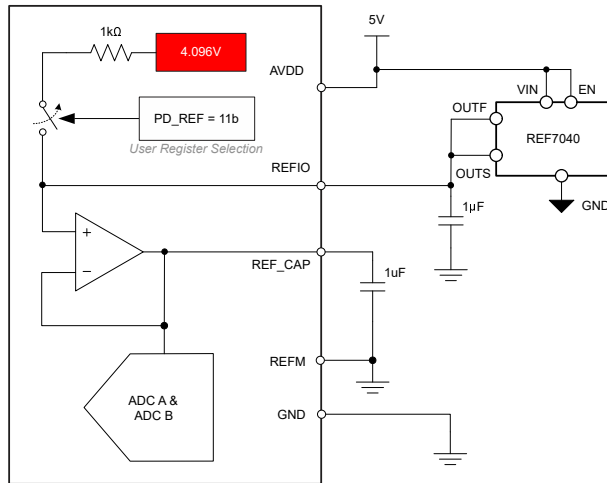 5V
1kΩ
4.096V
AVDD
VIN
EN
OUTF
PD_REF = 11b
REF7040
User Register Selection
REFIO
OUTS
1µF
GND
+
−
REF_CAP
1uF
REFM
ADC A &
ADC B
GND